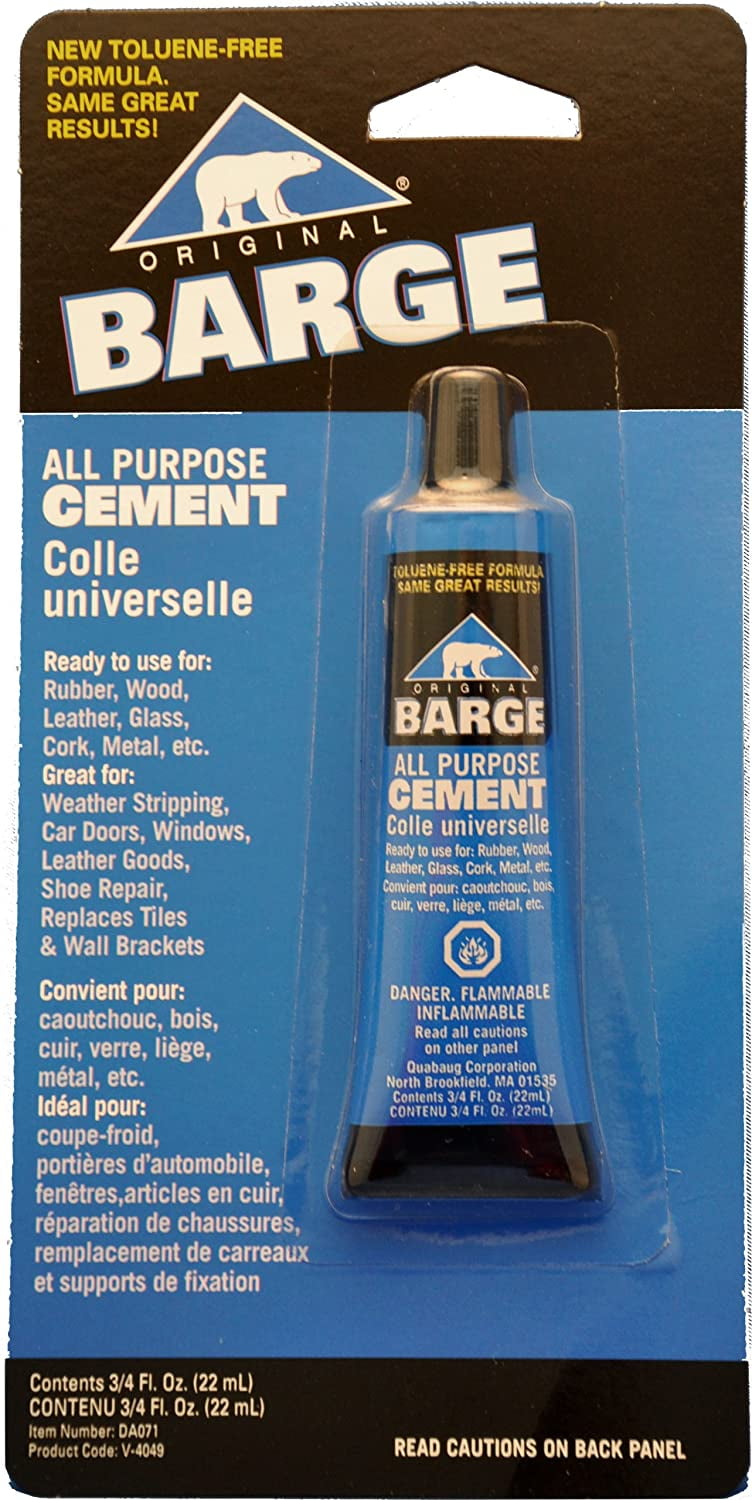 NEW TOLUENE-FREE
FORMULA.
SAME GREAT
RESULTS!
®
ORIGINAL
BARGE
ALL PURPOSE
CEMENT
Colle
universelle
Ready to use for:
Rubber, Wood,
Leather, Glass,
Cork, Metal, etc.
Great for:
Weather Stripping,
Car Doors, Windows,
Leather Goods,
Shoe Repair,
Replaces Tiles
& Wall Brackets
Convient pour:
caoutchouc, bois,
cuir, verre, liège,
métal, etc.
Idéal pour:
coupe-froid,
portières d'automobile,
fenêtres,articles en cuir,
réparation de chaussures,
remplacement de carreaux
et supports de fixation
TOLUENE-FREE FORMULA
SAME GREAT RESULTS!
®
ORIGINAL
BARGE
ALL PURPOSE
CEMENT
Colle universelle
Ready to use for: Rubber, Wood,
Leather, Glass, Cork, Metal, etc.
Convient pour: caoutchouc, bois,
cuir, verre, liège, métal, etc.
DANGER. FLAMMABLE
INFLAMMABLE
Read all cautions
on other panel
Quabaug Corporation
North Brookfield, MA 01535
Contents 3/4 Fl. Oz. (22mL)
CONTENU 3/4 Fl. Oz. (22mL)
Contents 3/4 Fl. Oz. (22 mL)
CONTENU 3/4 Fl. Oz. (22 mL)
Item Number: DA071
Product Code: V-4049
READ CAUTIONS ON BACK PANEL